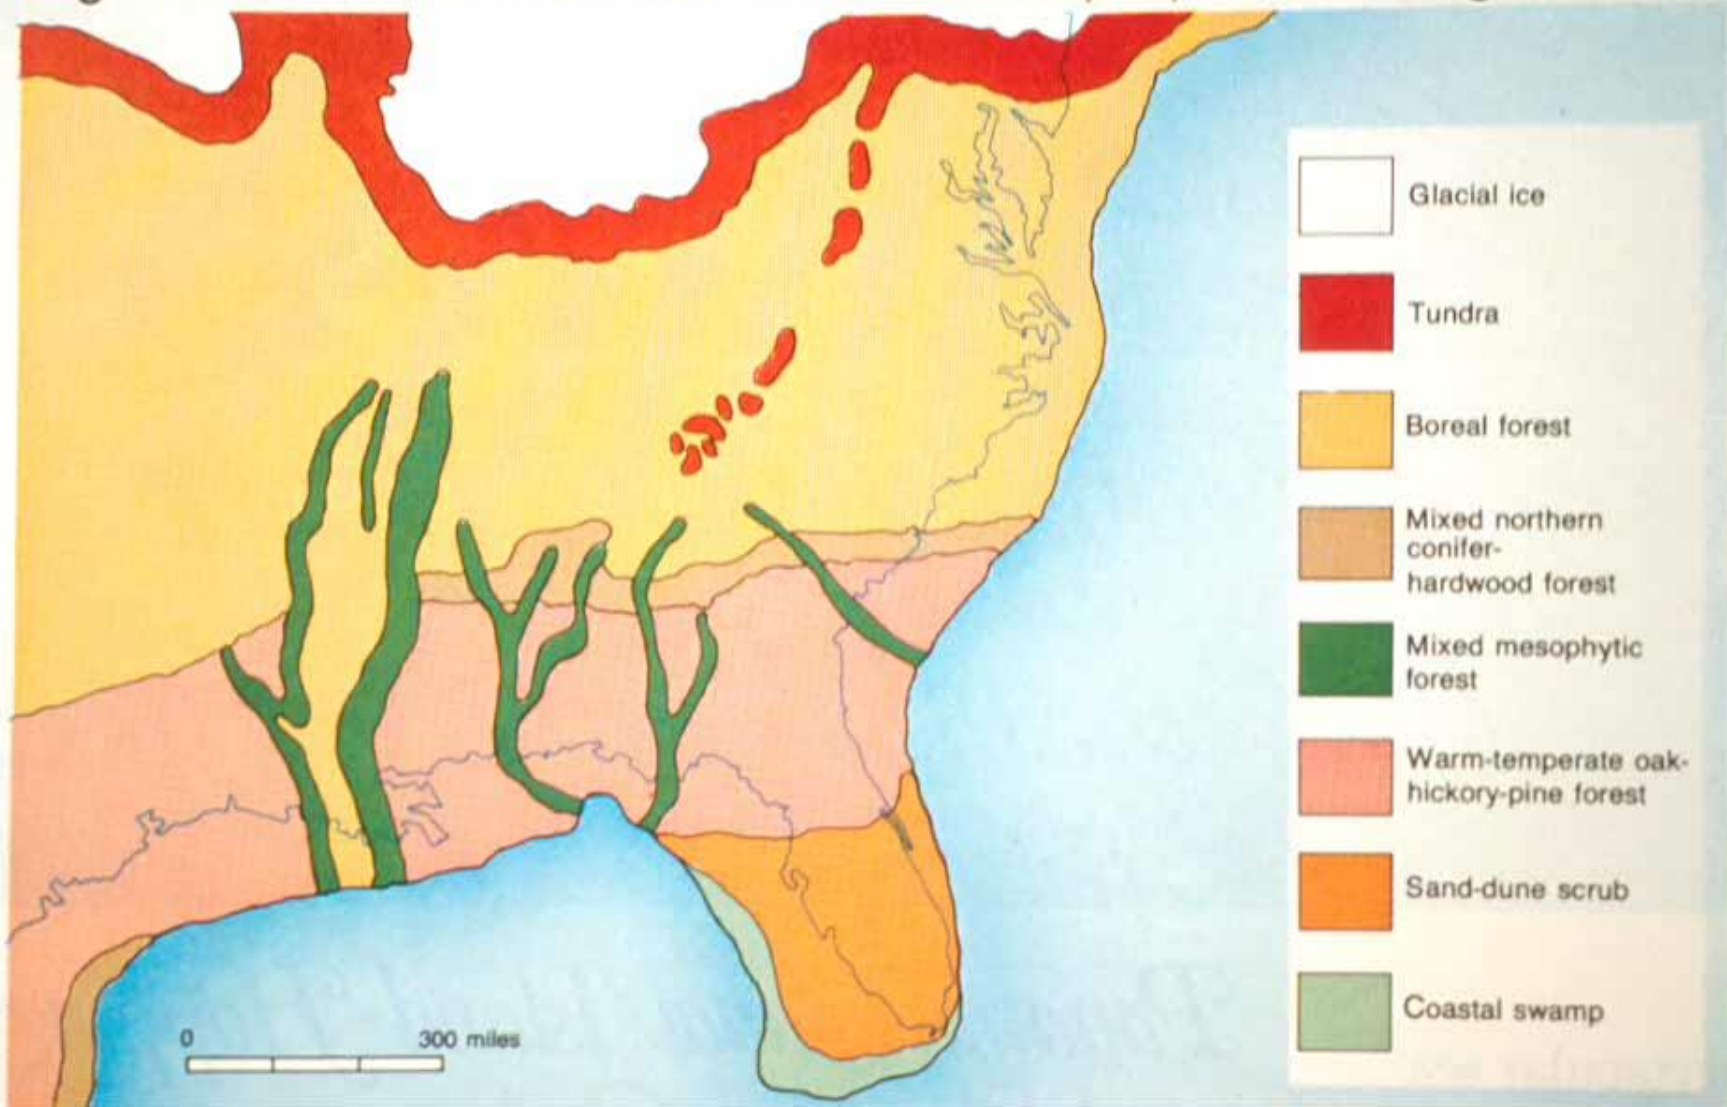 Glacial ice
Tundra
Boreal forest
Mixed northern
conifer-
hardwood forest
Mixed mesophytic
forest
Warm-temperate oak-
hickory-pine forest
Sand-dune scrub
Coastal swamp
0 300 miles